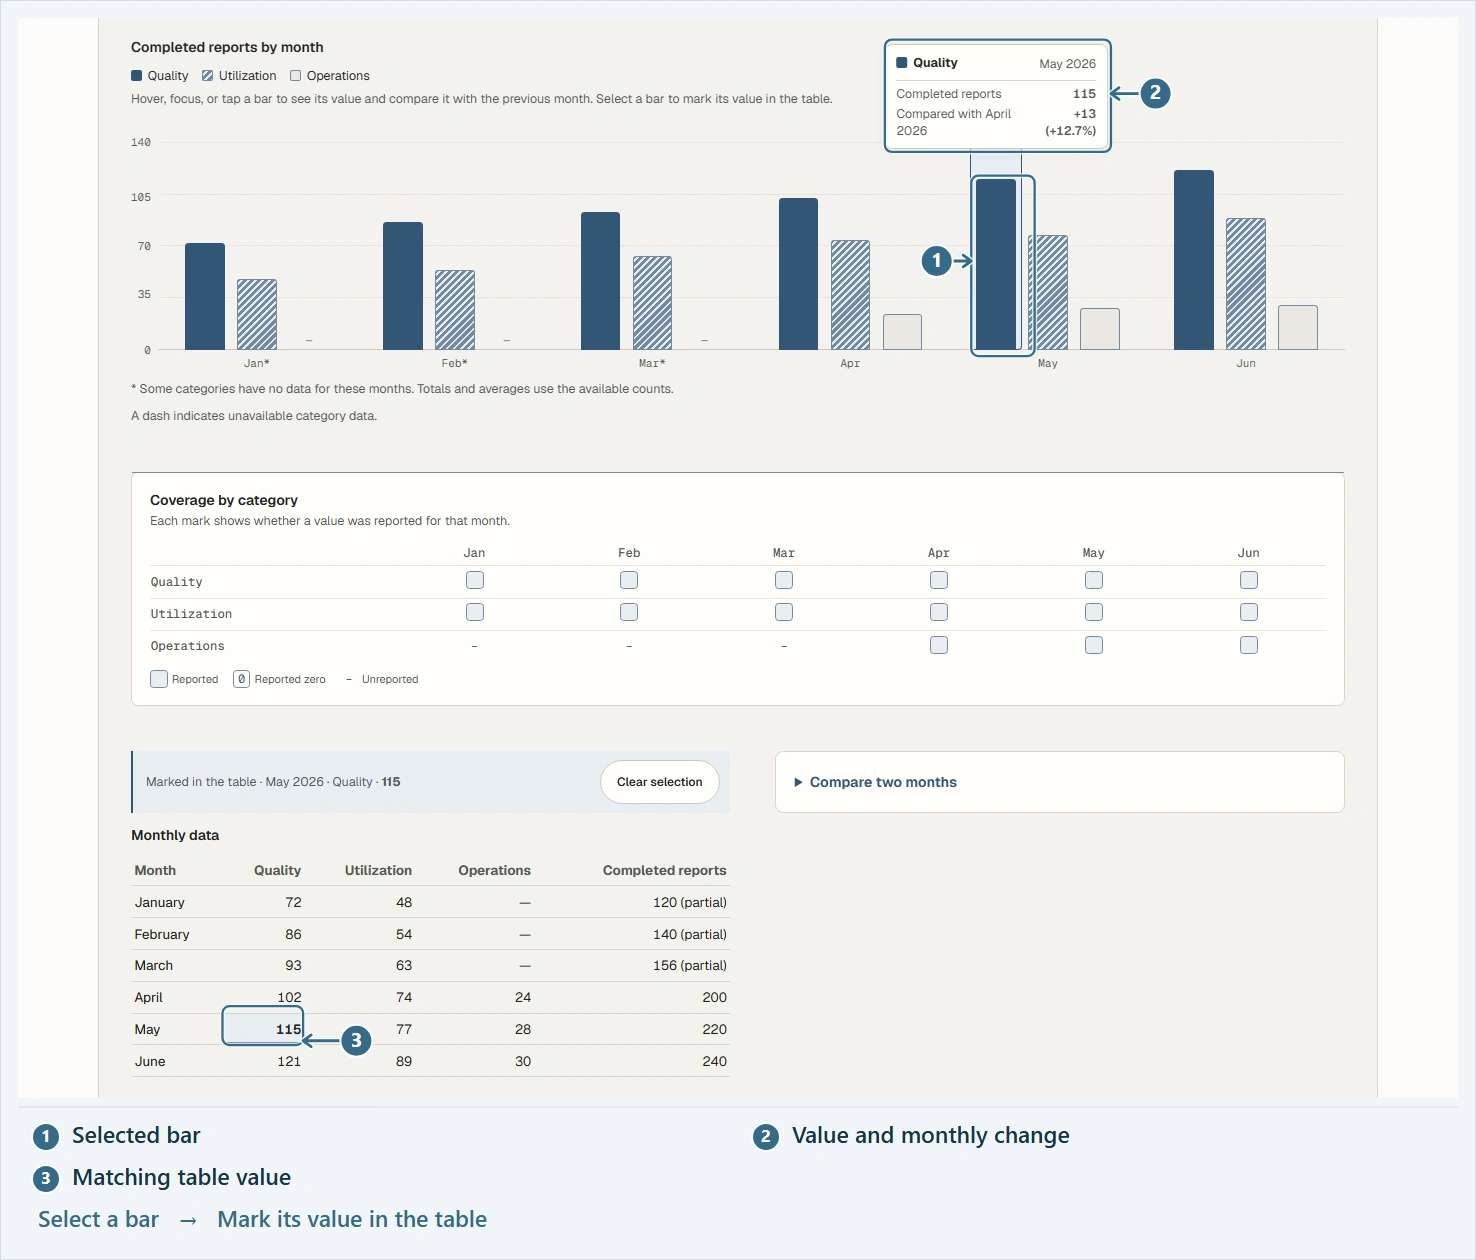 Completed reports by month
Quality Utilization Operations
Hover, focus, or tap a bar to see its value and compare it with the previous month. Select a bar to mark its value in the table.
Quality May 2026
Completed reports 115
Compared with April 2026 +13 (+12.7%)
2
140
105
70
35
0
1
– – –
Jan* Feb* Mar* Apr May Jun
* Some categories have no data for these months. Totals and averages use the available counts.
A dash indicates unavailable category data.
Coverage by category
Each mark shows whether a value was reported for that month.
Jan Feb Mar Apr May Jun
Quality
Utilization
Operations – – –
Reported 0 Reported zero – Unreported
Marked in the table · May 2026 · Quality · 115 Clear selection
▶ Compare two months
Monthly data
Month Quality Utilization Operations Completed reports
January 72 48 — 120 (partial)
February 86 54 — 140 (partial)
March 93 63 — 156 (partial)
April 102 74 24 200
May 115 77 28 220
3
June 121 89 30 240
1 Selected bar
2 Value and monthly change
3 Matching table value
Select a bar → Mark its value in the table